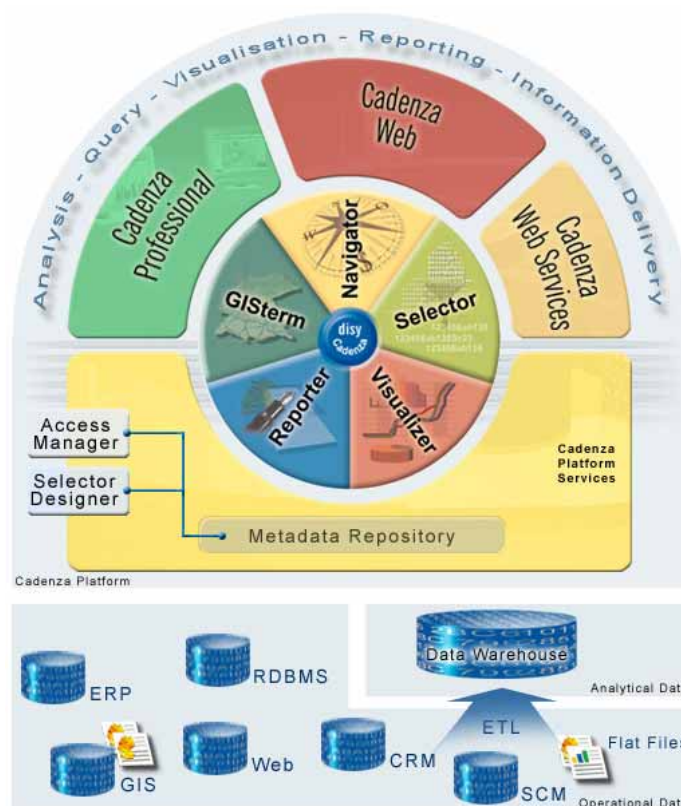 Analysis - Query - Visualisation - Reporting - Information Delivery
Cadenza
Professional
Cadenza
Web
Cadenza
Web Services
Navigator
GISterm
Selector
disy
Cadenza
Reporter
Visualizer
Access
Manager
Selector
Designer
Cadenza
Platform
Services
Metadata Repository
Cadenza Platform
Data Warehouse
Analytical Dat
ERP
RDBMS
GIS
Web
CRM
ETL
SCM
Flat Files
Operational Dat